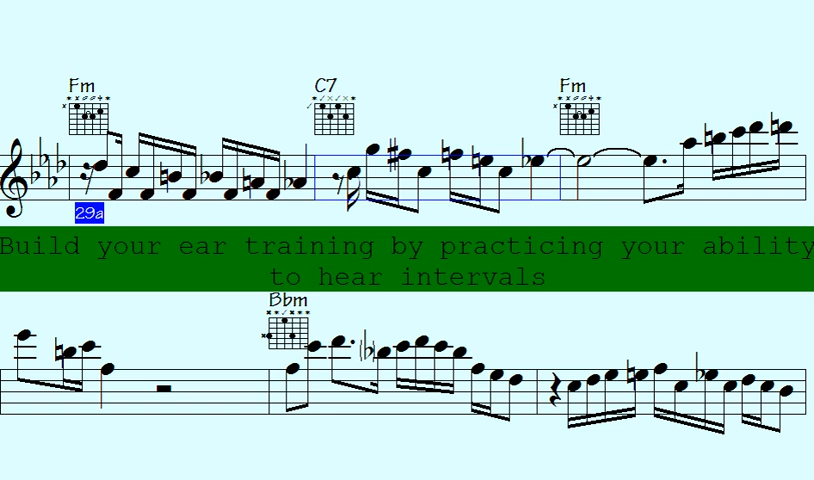 Fm C7 Fm
29a
Build your ear training by practicing your ability
to hear intervals
Bbm